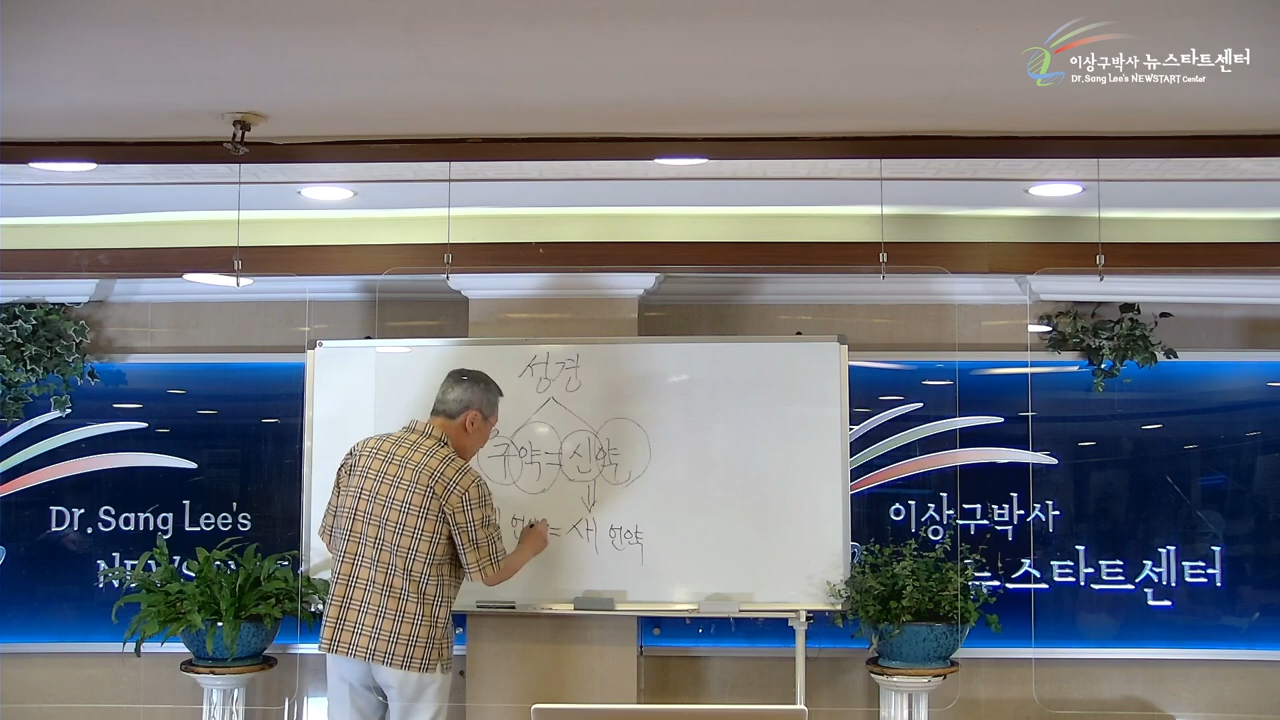 이상구박사 뉴스타트센터
Dr. Sang Lee's NEWSTART Center
성경
구약=신약
언약=새 언약
Dr. Sang Lee's
이상구박사
뉴스타트센터